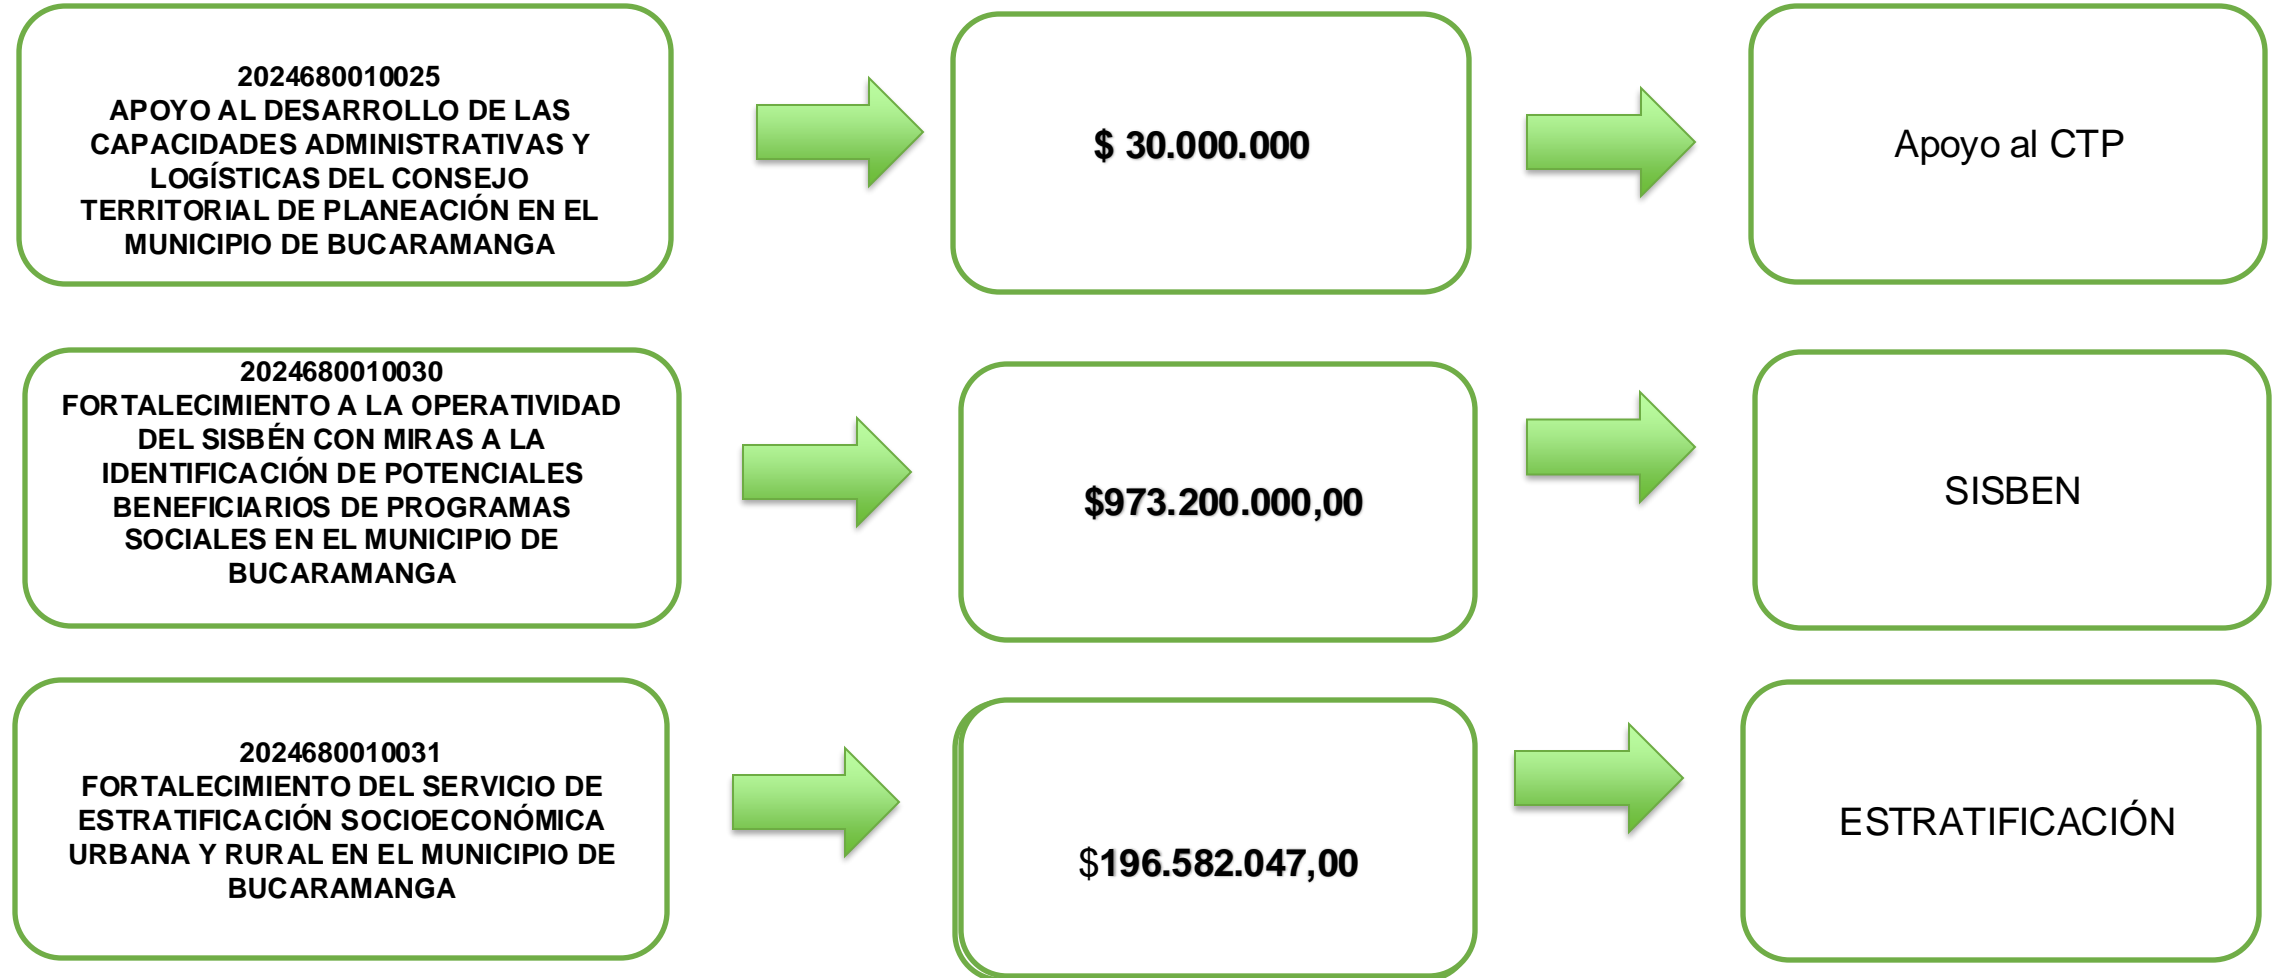 2024680010025
APOYO AL DESARROLLO DE LAS
CAPACIDADES ADMINISTRATIVAS Y
LOGÍSTICAS DEL CONSEJO
TERRITORIAL DE PLANEACIÓN EN EL
MUNICIPIO DE BUCARAMANGA
$ 30.000.000
Apoyo al CTP
2024680010030
FORTALECIMIENTO A LA OPERATIVIDAD
DEL SISBÉN CON MIRAS A LA
IDENTIFICACIÓN DE POTENCIALES
BENEFICIARIOS DE PROGRAMAS
SOCIALES EN EL MUNICIPIO DE
BUCARAMANGA
$973.200.000,00
SISBEN
2024680010031
FORTALECIMIENTO DEL SERVICIO DE
ESTRATIFICACIÓN SOCIOECONÓMICA
URBANA Y RURAL EN EL MUNICIPIO DE
BUCARAMANGA
$196.582.047,00
ESTRATIFICACIÓN